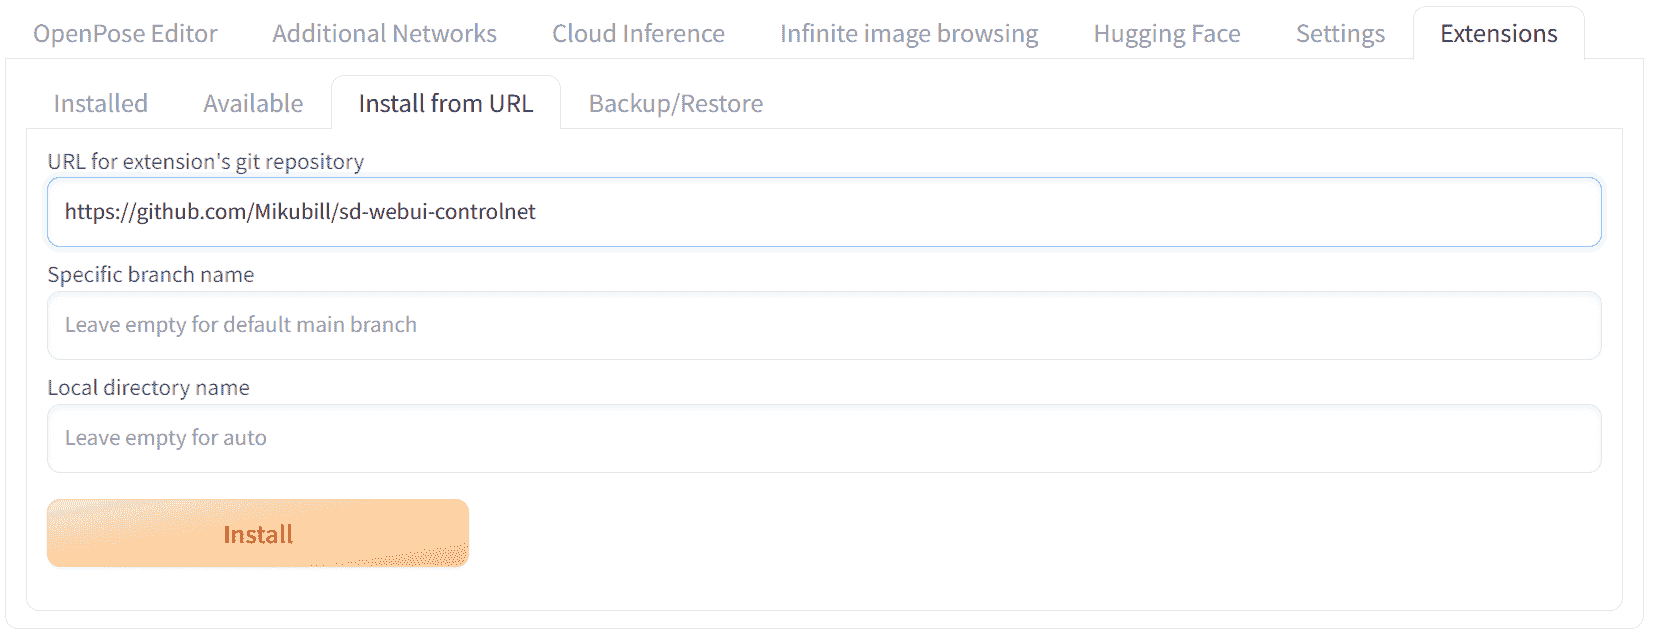 OpenPose Editor Additional Networks Cloud Inference Infinite image browsing Hugging Face Settings Extensions
Installed Available Install from URL Backup/Restore
URL for extension's git repository
https://github.com/Mikubill/sd-webui-controlnet
Specific branch name
Leave empty for default main branch
Local directory name
Leave empty for auto
Install